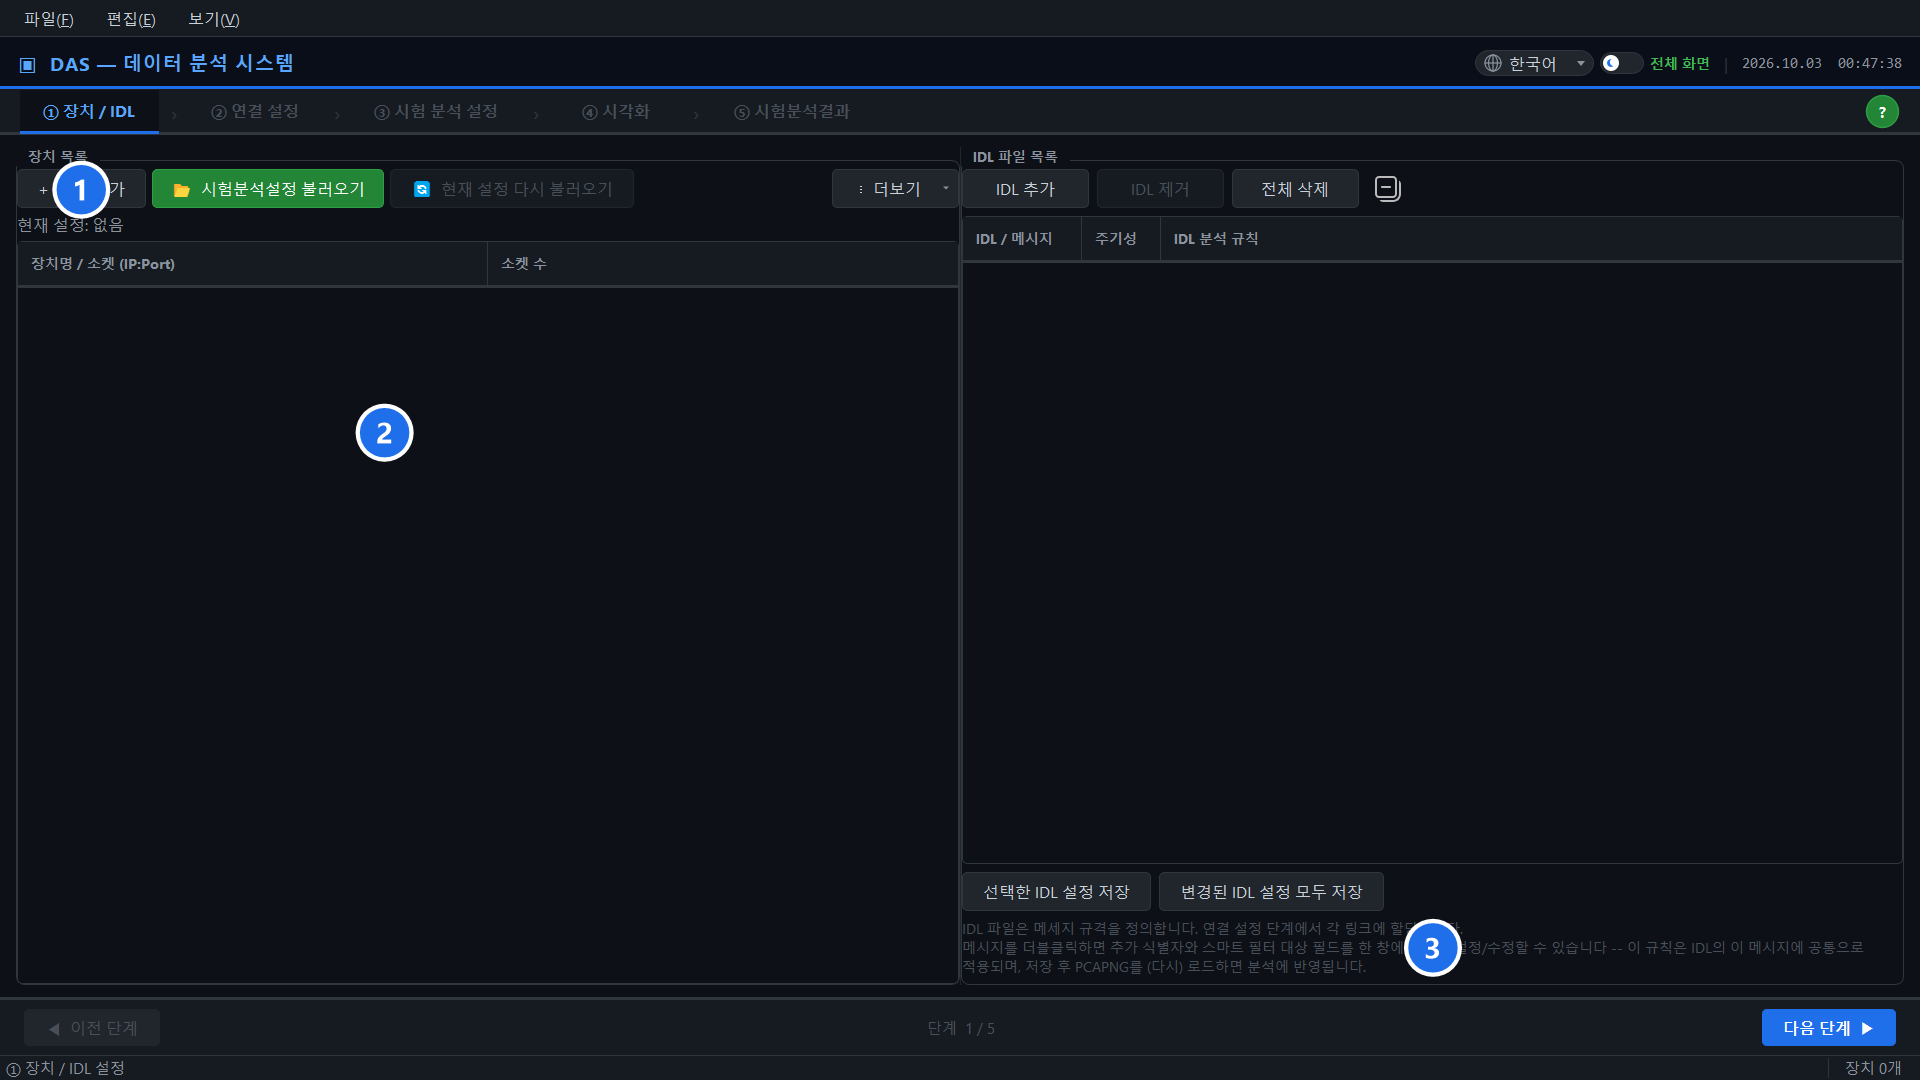 파일(F) 편집(E) 보기(V)
▣ DAS — 데이터 분석 시스템
한국어 전체 화면 | 2026.10.03 00:47:38
① 장치 / IDL › ② 연결 설정 › ③ 시험 분석 설정 › ④ 시각화 › ⑤ 시험분석결과 ?
장치 목록
+ 1 가 시험분석설정 불러오기 현재 설정 다시 불러오기 ⋮ 더보기
현재 설정: 없음
장치명 / 소켓 (IP:Port) 소켓 수
2
IDL 파일 목록
IDL 추가 IDL 제거 전체 삭제
IDL / 메시지 주기성 IDL 분석 규칙
선택한 IDL 설정 저장 변경된 IDL 설정 모두 저장
IDL 파일은 메세지 규격을 정의합니다. 연결 설정 단계에서 각 링크에
메시지를 더블클릭하면 추가 식별자와 스마트 필터 대상 필드를 한 창에 3 설정/수정할 수 있습니다 -- 이 규칙은 IDL의 이 메시지에 공통으로
적용되며, 저장 후 PCAPNG를 (다시) 로드하면 분석에 반영됩니다.
◀ 이전 단계 단계 1 / 5 다음 단계 ▶
① 장치 / IDL 설정 장치 0개